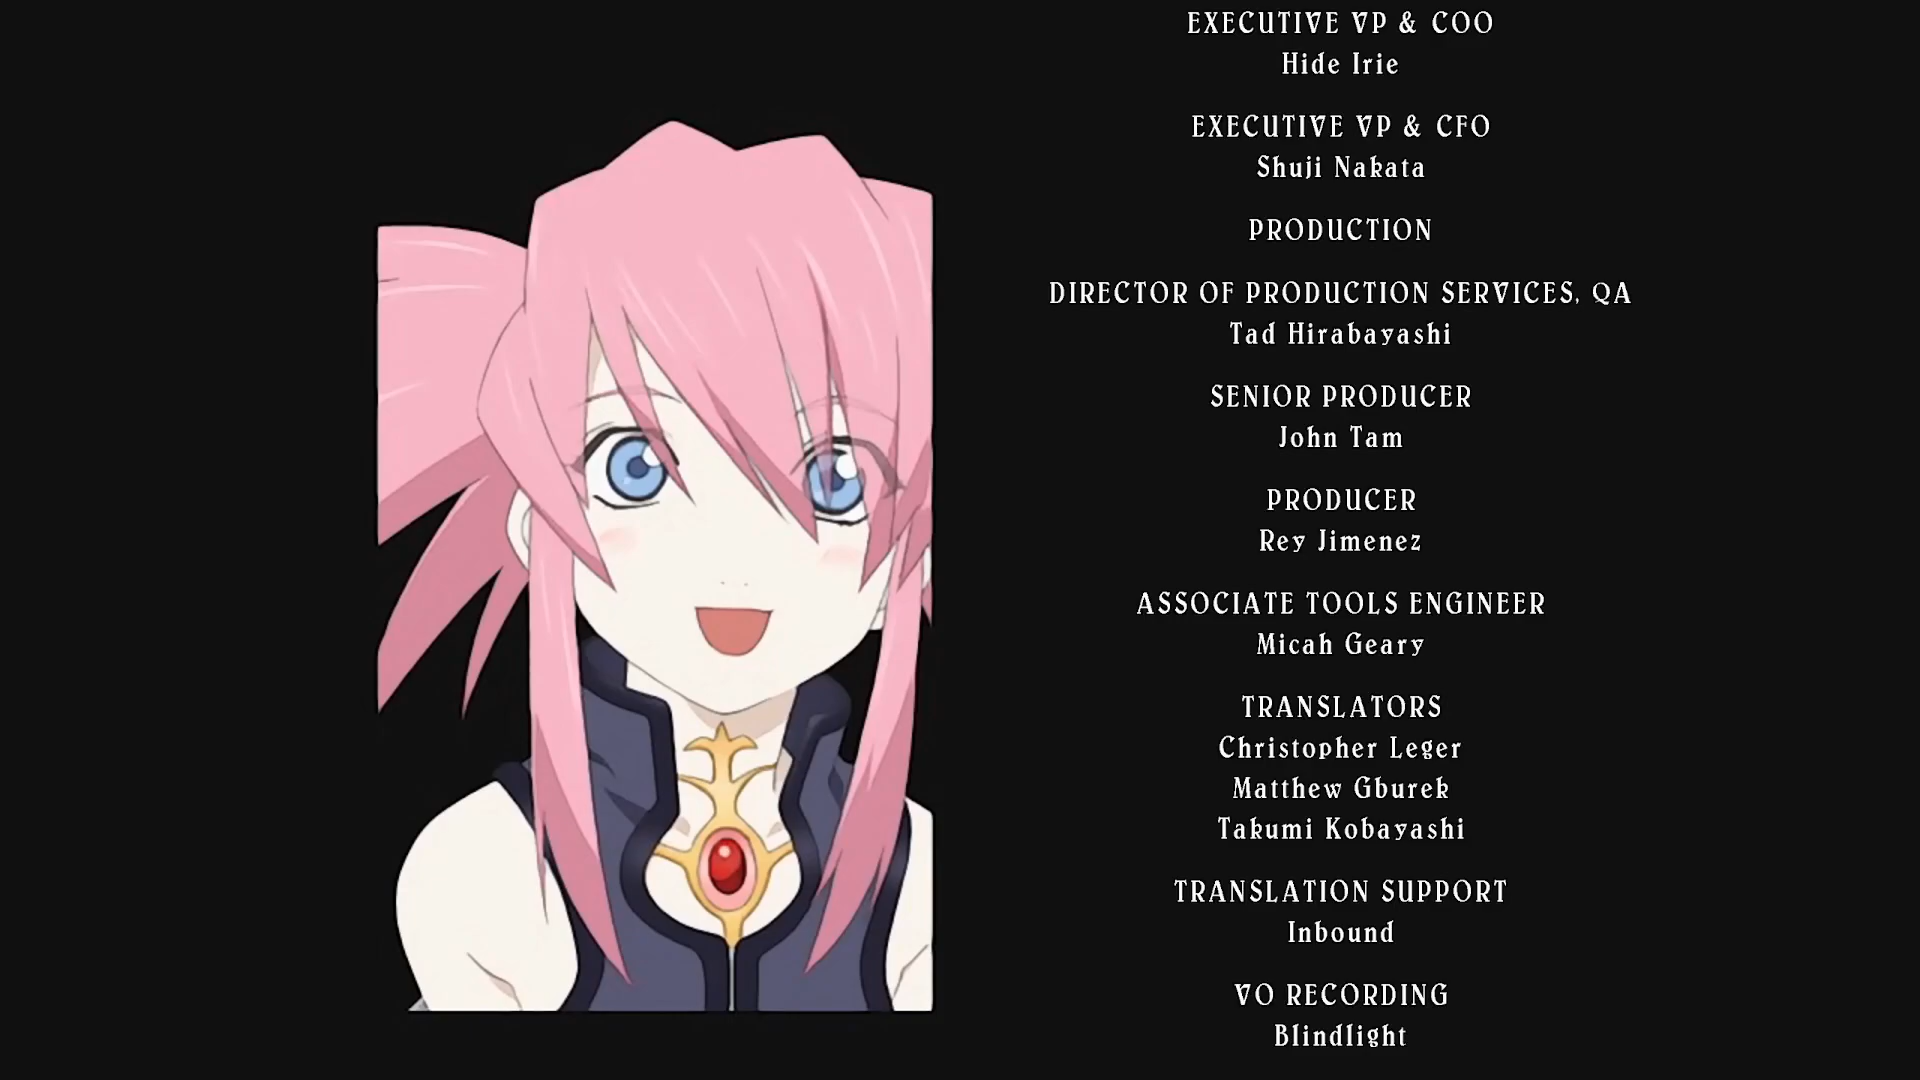 EXECUTIVE VP & COO
Hide Irie
EXECUTIVE VP & CFO
Shuji Nakata
PRODUCTION
DIRECTOR OF PRODUCTION SERVICES, QA
Tad Hirabayashi
SENIOR PRODUCER
John Tam
PRODUCER
Rey Jimenez
ASSOCIATE TOOLS ENGINEER
Micah Geary
TRANSLATORS
Christopher Leger
Matthew Gburek
Takumi Kobayashi
TRANSLATION SUPPORT
Inbound
VO RECORDING
Blindlight